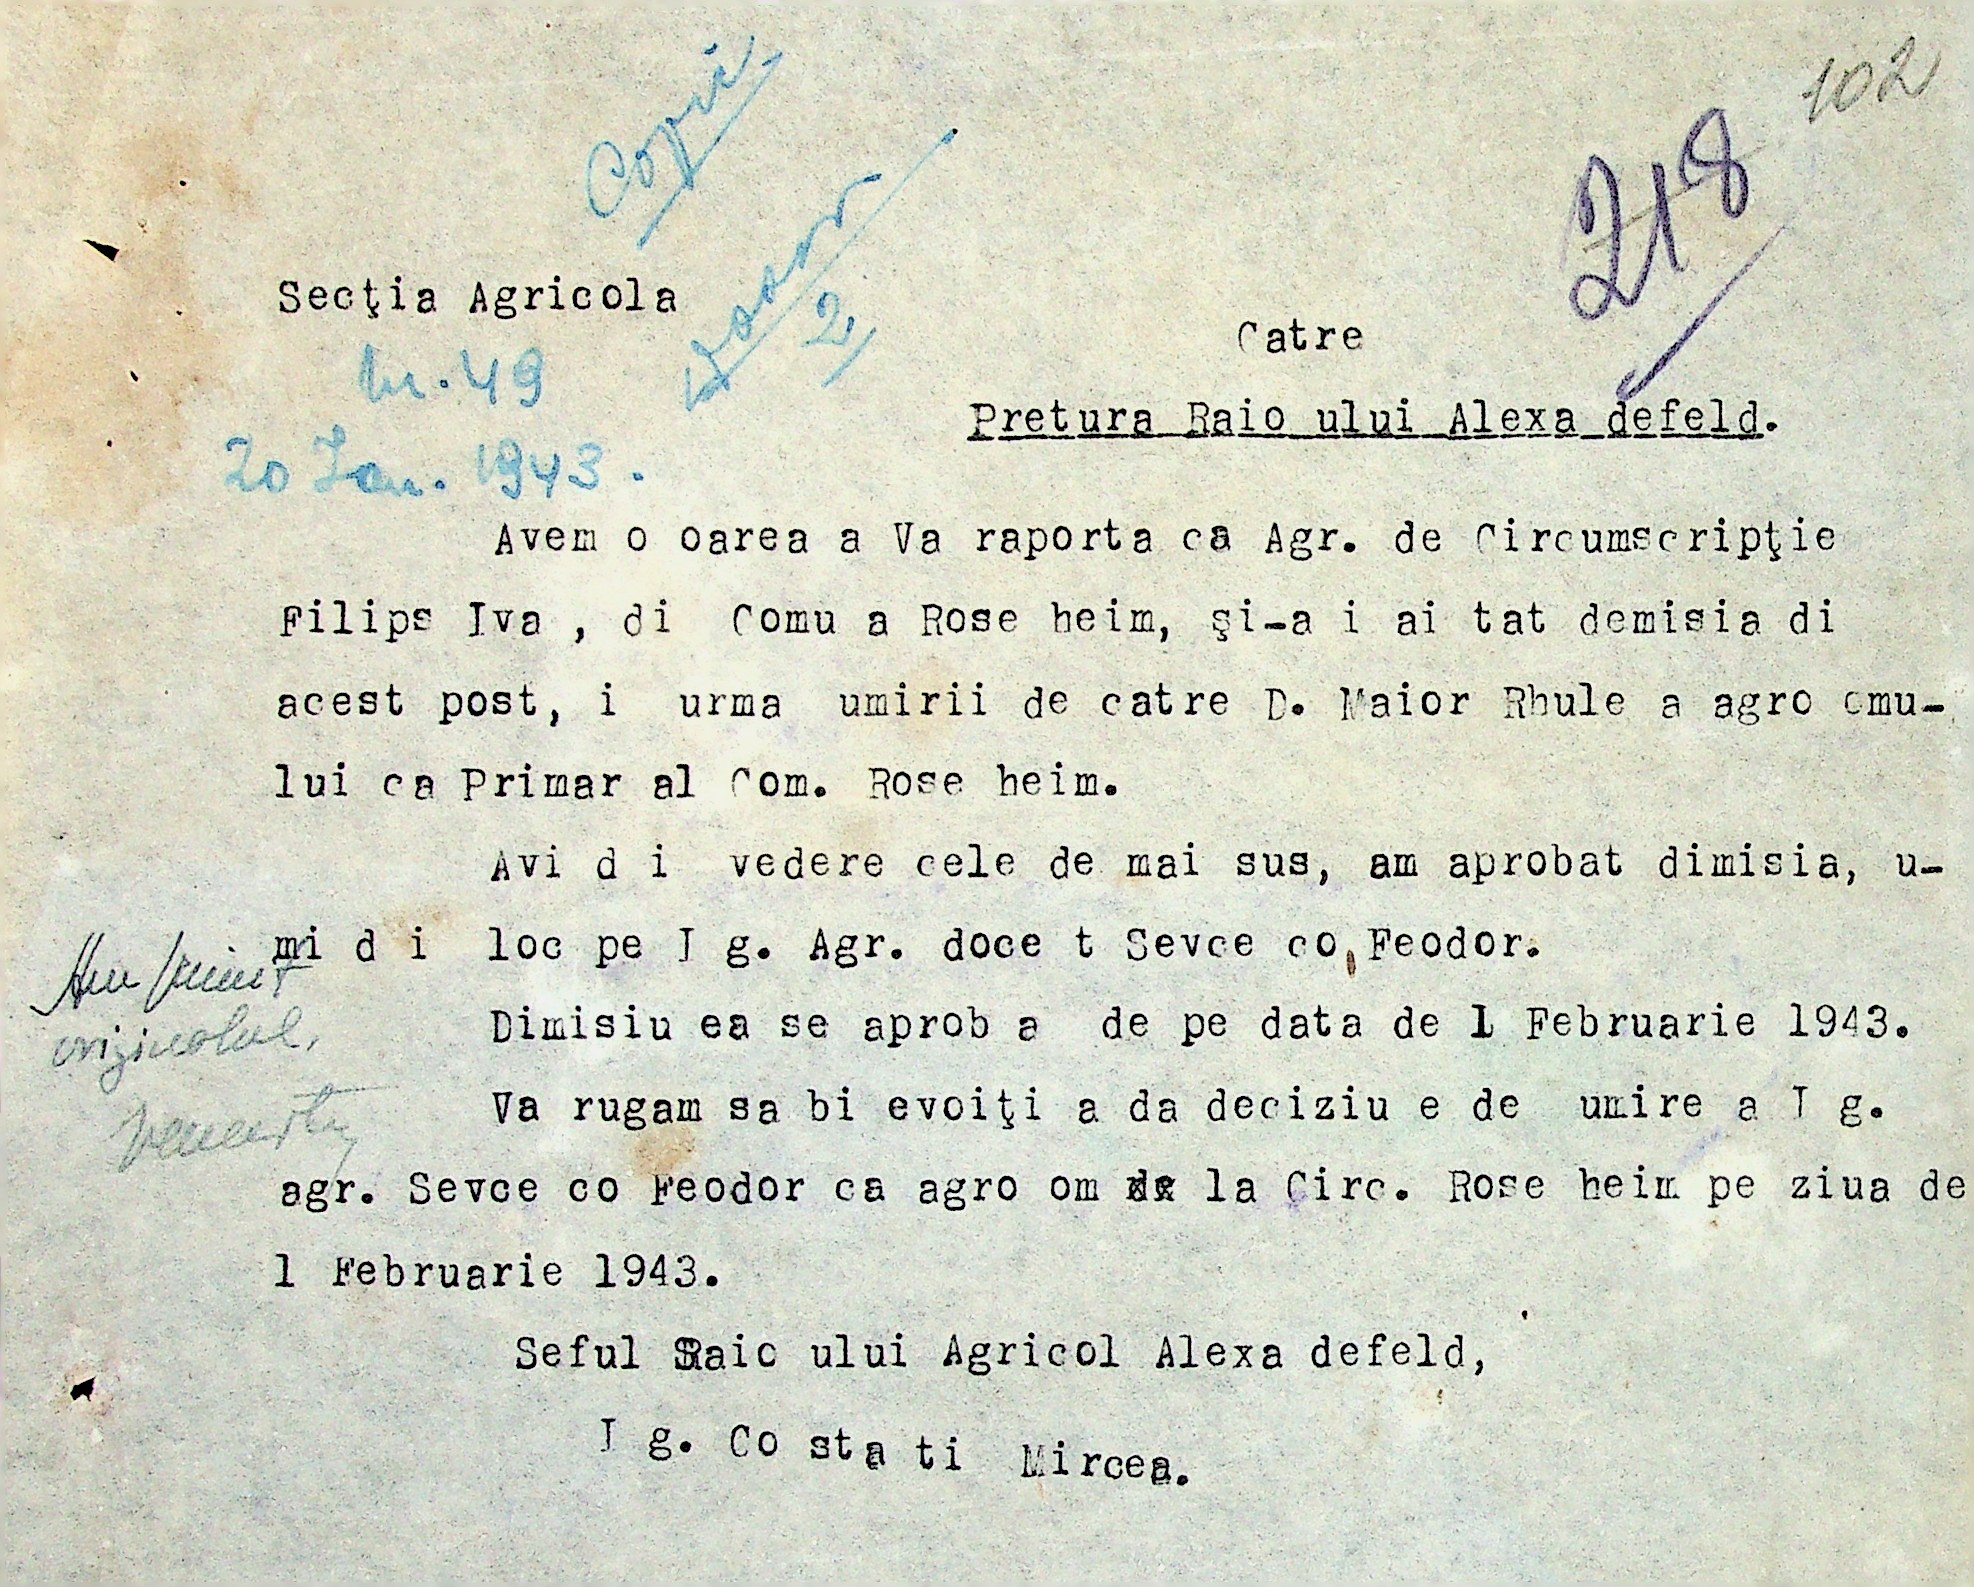 102
218
Copie
Secţia Agricola
Nr. 49
2
20 Ian. 1943.
Catre
Pretura Raio ului Alexa defeld.
Avem o oarea a Va raporta ca Agr. de Circumscripţie
Filips Iva , di Comu a Rose heim, şi-a i ai tat demisia di
acest post, i urma umirii de catre D. Maior Rhule a agro omu-
lui ca Primar al Com. Rose heim.
Avi d i vedere cele de mai sus, am aprobat dimisia, u-
mi d i loc pe I g. Agr. doce t Sevce co Feodor.
Dimisiu ea se aprob a de pe data de 1 Februarie 1943.
Va rugam sa bi evoiţi a da deciziu e de umire a I g.
agr. Sevce co Feodor ca agro om de la Circ. Rose heim pe ziua de
1 Februarie 1943.
Am primit
originalul,
Seful Raio ului Agricol Alexa defeld,
I g. Co sta ti Mircea.